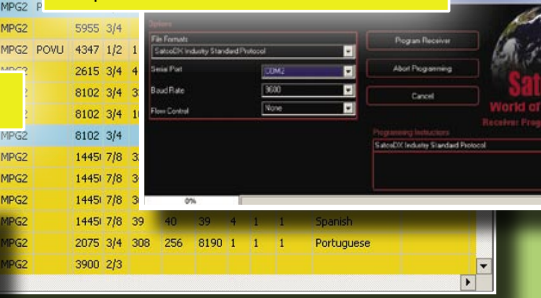 MPG2
MPG2 5955 3/4
MPG2 POVU 4347 1/2 1
2615 3/4 4
8102 3/4
8102 3/4
MPG2 8102 3/4
MPG2 1445 7/8
MPG2 1445 7/8
MPG2 1445 7/8
MPG2 1445 7/8 39 40 39 4 1 1 Spanish
MPG2 2075 3/4 308 256 8190 1 1 1 Portuguese
MPG2 3900 2/3
Options
File Formats
SatcoDX Industry Standard Protocol
Serial Port COM2
Baud Rate 9600
Flow Control None
Program Receiver
Abort Programming
Cancel
Sat
World of
Receiver Prog
Programming Instructions
SatcoDX Industry Standard Protocol
0%